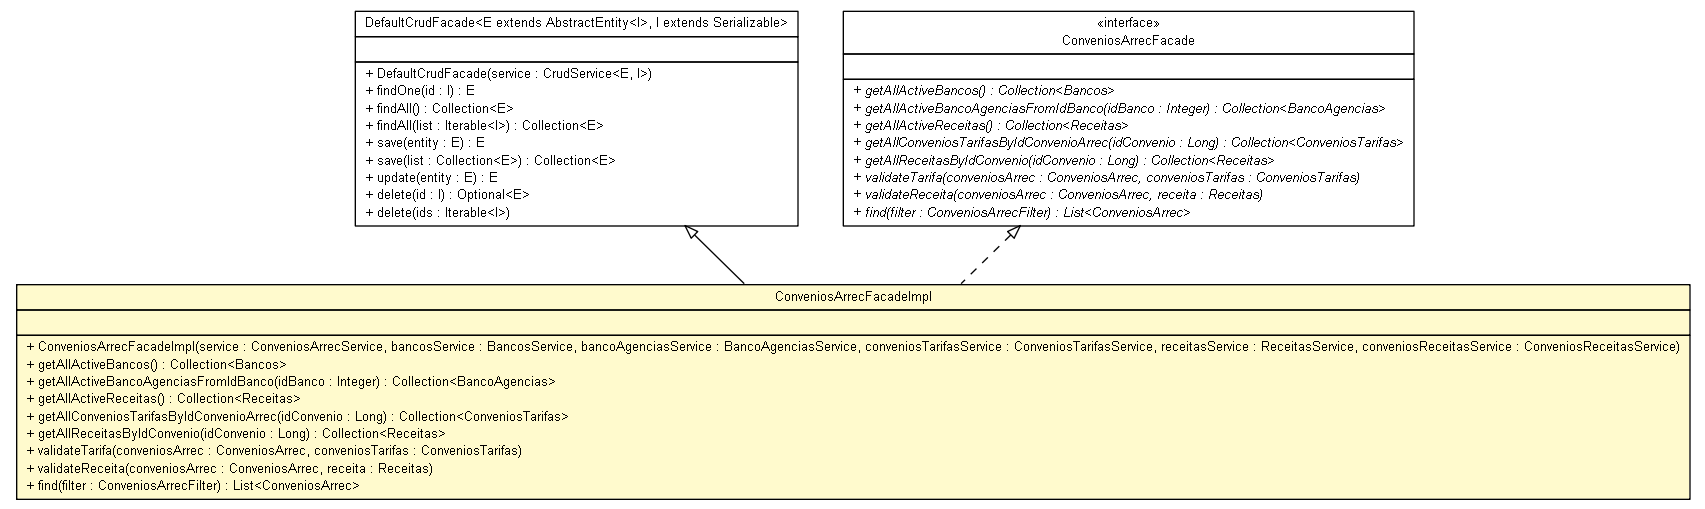 DefaultCrudFacade<E extends AbstractEntity<I>, I extends Serializable>
+ DefaultCrudFacade(service : CrudService<E, I>)
+ findOne(id : I) : E
+ findAll() : Collection<E>
+ findAll(list : Iterable<I>) : Collection<E>
+ save(entity : E) : E
+ save(list : Collection<E>) : Collection<E>
+ update(entity : E) : E
+ delete(id : I) : Optional<E>
+ delete(ids : Iterable<I>)
«interface»
ConveniosArrecFacade
+ getAllActiveBancos() : Collection<Bancos>
+ getAllActiveBancoAgenciasFromIdBanco(idBanco : Integer) : Collection<BancoAgencias>
+ getAllActiveReceitas() : Collection<Receitas>
+ getAllConveniosTarifasByIdConvenioArrec(idConvenio : Long) : Collection<ConveniosTarifas>
+ getAllReceitasByIdConvenio(idConvenio : Long) : Collection<Receitas>
+ validateTarifa(conveniosArrec : ConveniosArrec, conveniosTarifas : ConveniosTarifas)
+ validateReceita(conveniosArrec : ConveniosArrec, receita : Receitas)
+ find(filter : ConveniosArrecFilter) : List<ConveniosArrec>
ConveniosArrecFacadeImpl
+ ConveniosArrecFacadeImpl(service : ConveniosArrecService, bancosService : BancosService, bancoAgenciasService : BancoAgenciasService, conveniosTarifasService : ConveniosTarifasService, receitasService : ReceitasService, conveniosReceitasService : ConveniosReceitasService)
+ getAllActiveBancos() : Collection<Bancos>
+ getAllActiveBancoAgenciasFromIdBanco(idBanco : Integer) : Collection<BancoAgencias>
+ getAllActiveReceitas() : Collection<Receitas>
+ getAllConveniosTarifasByIdConvenioArrec(idConvenio : Long) : Collection<ConveniosTarifas>
+ getAllReceitasByIdConvenio(idConvenio : Long) : Collection<Receitas>
+ validateTarifa(conveniosArrec : ConveniosArrec, conveniosTarifas : ConveniosTarifas)
+ validateReceita(conveniosArrec : ConveniosArrec, receita : Receitas)
+ find(filter : ConveniosArrecFilter) : List<ConveniosArrec>